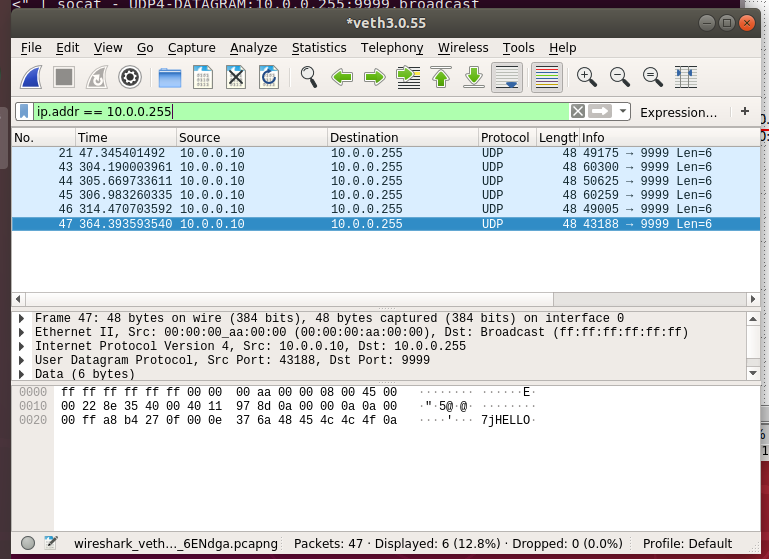 <" | socat - UDP4-DATAGRAM:10.0.0.255:9999,broadcast
*veth3.0.55
File Edit View Go Capture Analyze Statistics Telephony Wireless Tools Help
ip.addr == 10.0.0.255 Expression… +
No. Time Source Destination Protocol Length Info
21 47.345401492 10.0.0.10 10.0.0.255 UDP 48 49175 → 9999 Len=6
43 304.190003961 10.0.0.10 10.0.0.255 UDP 48 60300 → 9999 Len=6
44 305.669733611 10.0.0.10 10.0.0.255 UDP 48 50625 → 9999 Len=6
45 306.983260335 10.0.0.10 10.0.0.255 UDP 48 60259 → 9999 Len=6
46 314.470703592 10.0.0.10 10.0.0.255 UDP 48 49005 → 9999 Len=6
47 364.393593540 10.0.0.10 10.0.0.255 UDP 48 43188 → 9999 Len=6
Frame 47: 48 bytes on wire (384 bits), 48 bytes captured (384 bits) on interface 0
Ethernet II, Src: 00:00:00_aa:00:00 (00:00:00:aa:00:00), Dst: Broadcast (ff:ff:ff:ff:ff:ff)
Internet Protocol Version 4, Src: 10.0.0.10, Dst: 10.0.0.255
User Datagram Protocol, Src Port: 43188, Dst Port: 9999
Data (6 bytes)
0000 ff ff ff ff ff ff 00 00 00 aa 00 00 08 00 45 00 ········ ······E·
0010 00 22 8e 35 40 00 40 11 97 8d 0a 00 00 0a 0a 00 ·"·5@·@· ········
0020 00 ff a8 b4 27 0f 00 0e 37 6a 48 45 4c 4c 4f 0a ····'··· 7jHELLO·
wireshark_veth…_6ENdga.pcapng Packets: 47 · Displayed: 6 (12.8%) · Dropped: 0 (0.0%) Profile: Default